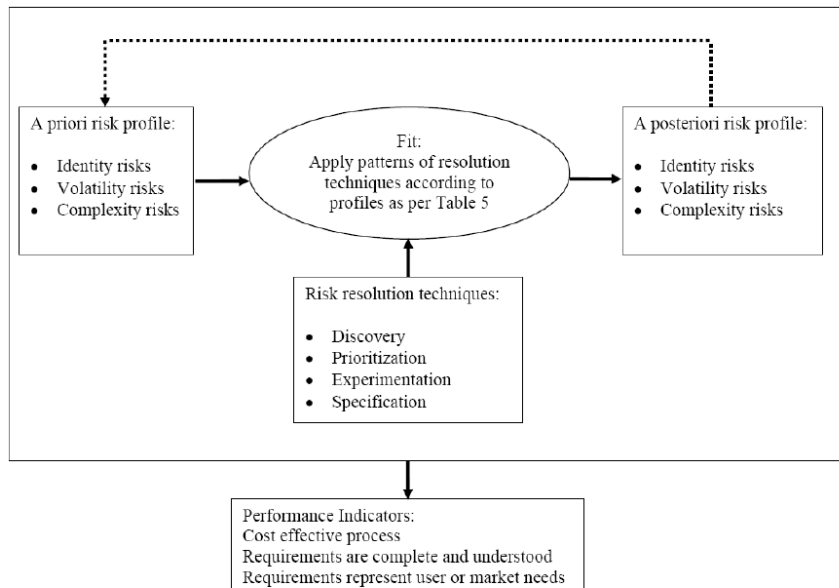 A priori risk profile:
• Identity risks
• Volatility risks
• Complexity risks
Fit:
Apply patterns of resolution
techniques according to
profiles as per Table 5
A posteriori risk profile:
• Identity risks
• Volatility risks
• Complexity risks
Risk resolution techniques:
• Discovery
• Prioritization
• Experimentation
• Specification
Performance Indicators:
Cost effective process
Requirements are complete and understood
Requirements represent user or market needs